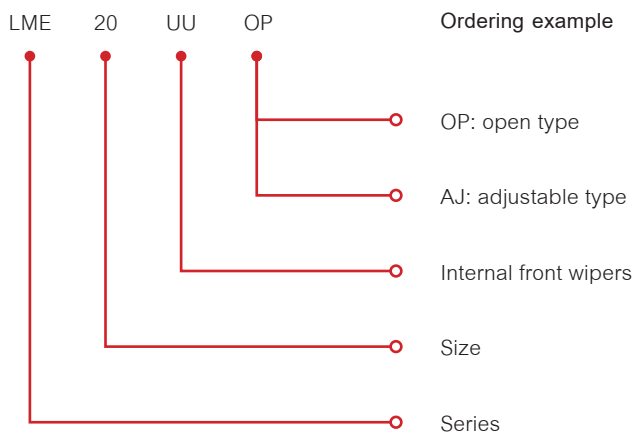 LME 20 UU OP Ordering example
OP: open type
AJ: adjustable type
Internal front wipers
Size
Series